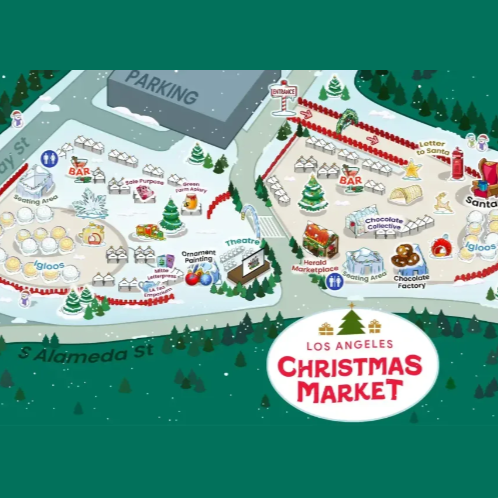 PARKING
ENTRANCE
ay St
BAR
Sole Purpose
Green
Farm Apiary
Seating Area
Igloos
Millie
Letterpress
LA Tea
Emporium
Ornament
Painting
Theatre
Letter
to Santa
BAR
Santa
Chocolate
Collective
Herald
Marketplace
Seating Area
Chocolate
Factory
Igloos
S Alameda St
LOS ANGELES
CHRISTMAS
MARKET